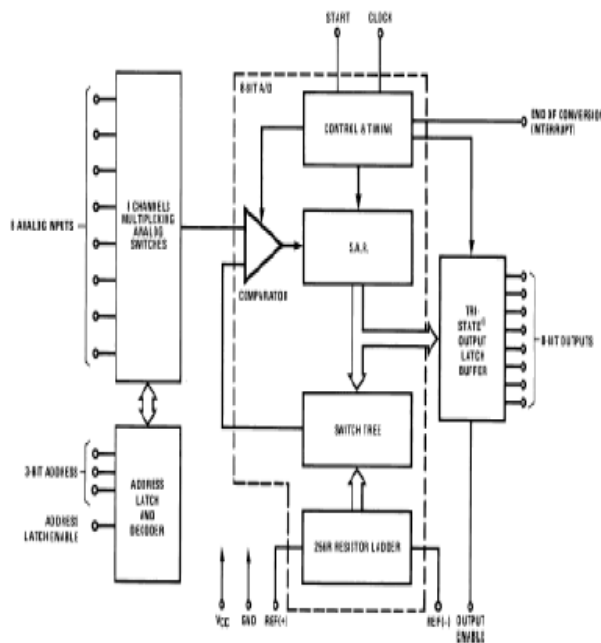 START
CLOCK
8-BIT A/D
CONTROL & TIMING
END OF CONVERSION
(INTERRUPT)
8 ANALOG INPUTS
8 CHANNELS
MULTIPLEXING
ANALOG
SWITCHES
S.A.R.
COMPARATOR
TRI-
STATE®
OUTPUT
LATCH
BUFFER
8-BIT OUTPUTS
SWITCH TREE
3-BIT ADDRESS
ADDRESS
LATCH ENABLE
ADDRESS
LATCH
AND
DECODER
256R RESISTOR LADDER
VCC
GND
REF(+)
REF(-)
OUTPUT
ENABLE